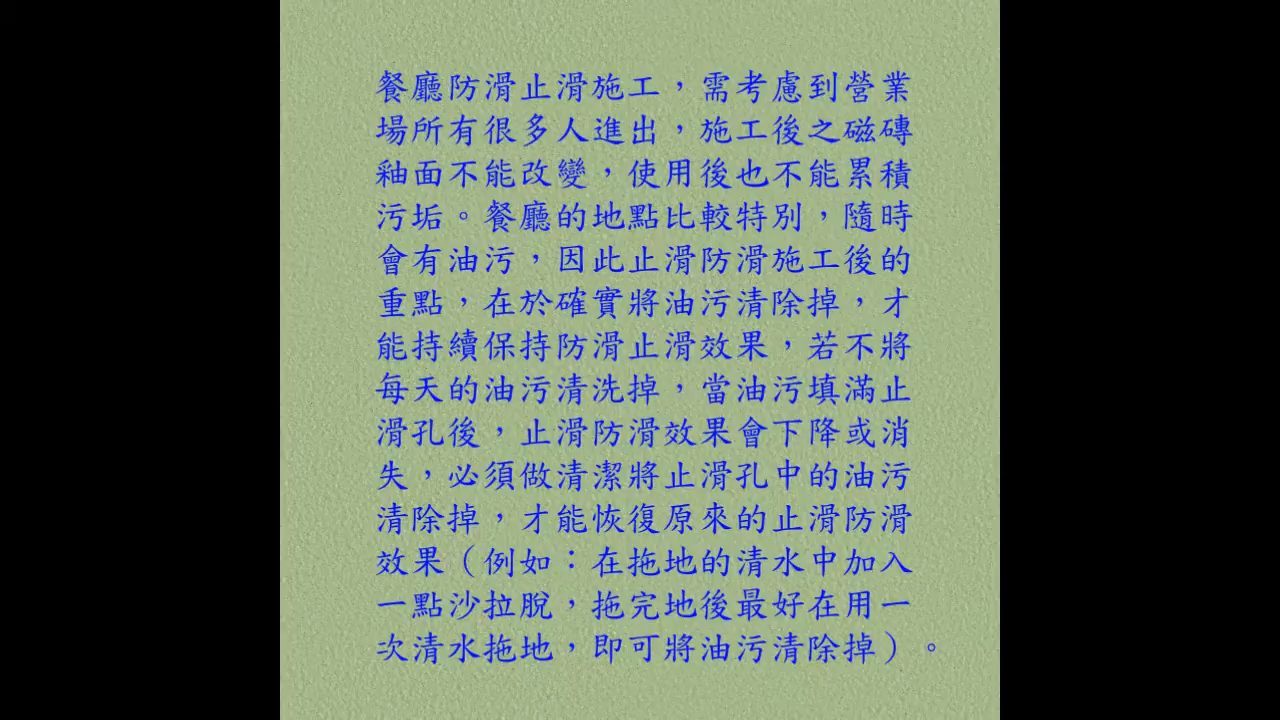 餐廳防滑止滑施工，需考慮到營業
場所有很多人進出，施工後之磁磚
釉面不能改變，使用後也不能累積
污垢。餐廳的地點比較特別，隨時
會有油污，因此止滑防滑施工後的
重點，在於確實將油污清除掉，才
能持續保持防滑止滑效果，若不將
每天的油污清洗掉，當油污填滿止
滑孔後，止滑防滑效果會下降或消
失，必須做清潔將止滑孔中的油污
清除掉，才能恢復原來的止滑防滑
效果（例如：在拖地的清水中加入
一點沙拉脫，拖完地後最好在用一
次清水拖地，即可將油污清除掉）。